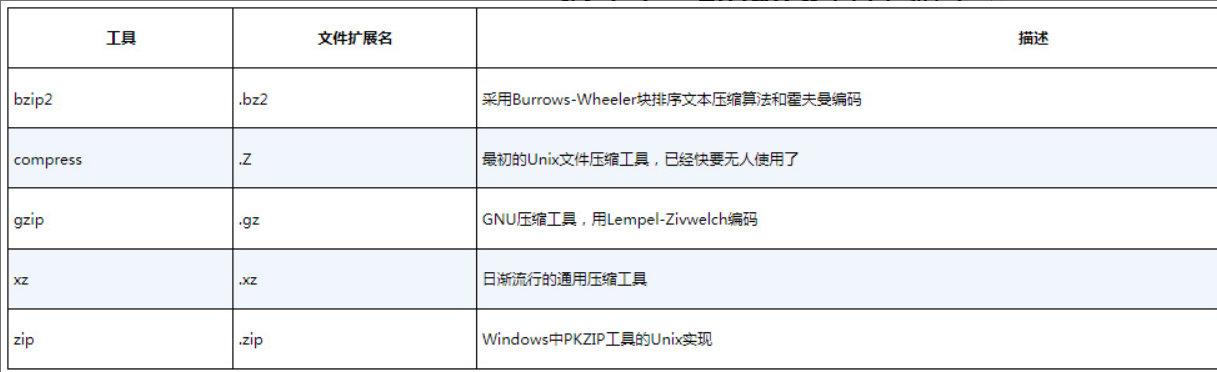 工具 文件扩展名 描述
bzip2 .bz2 采用Burrows-Wheeler块排序文本压缩算法和霍夫曼编码
compress .Z 最初的Unix文件压缩工具，已经快要无人使用了
gzip .gz GNU压缩工具，用Lempel-Zivwelch编码
xz .xz 日渐流行的通用压缩工具
zip .zip Windows中PKZIP工具的Unix实现